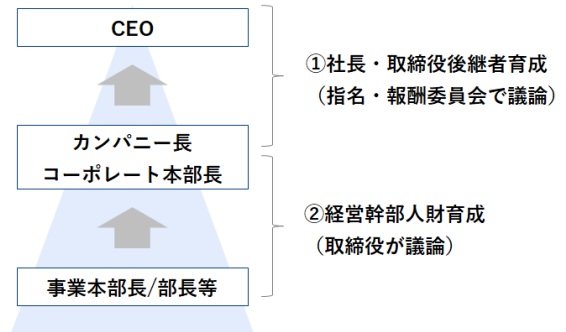 CEO
①社長・取締役後継者育成
（指名・報酬委員会で議論）
カンパニー長
コーポレート本部長
②経営幹部人財育成
（取締役が議論）
事業本部長/部長等